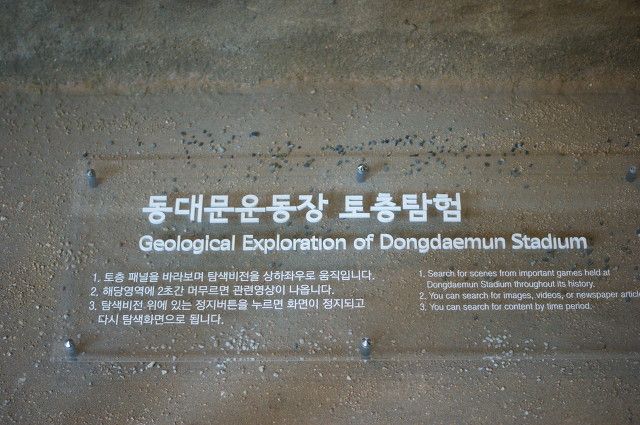 동대문운동장 토층탐험
Geological Exploration of Dongdaemun Stadium
1. 토층 패널을 바라보며 탐색비전을 상하좌우로 움직입니다.
2. 해당영역에 2초간 머무르면 관련영상이 나옵니다.
3. 탐색비전 위에 있는 정지버튼을 누르면 화면이 정지되고
다시 탐색화면으로 됩니다.
1. Search for scenes from important games held at
Dongdaemun Stadium throughout its history.
2. You can search for images, videos, or newspaper
3. You can search for content by time period.